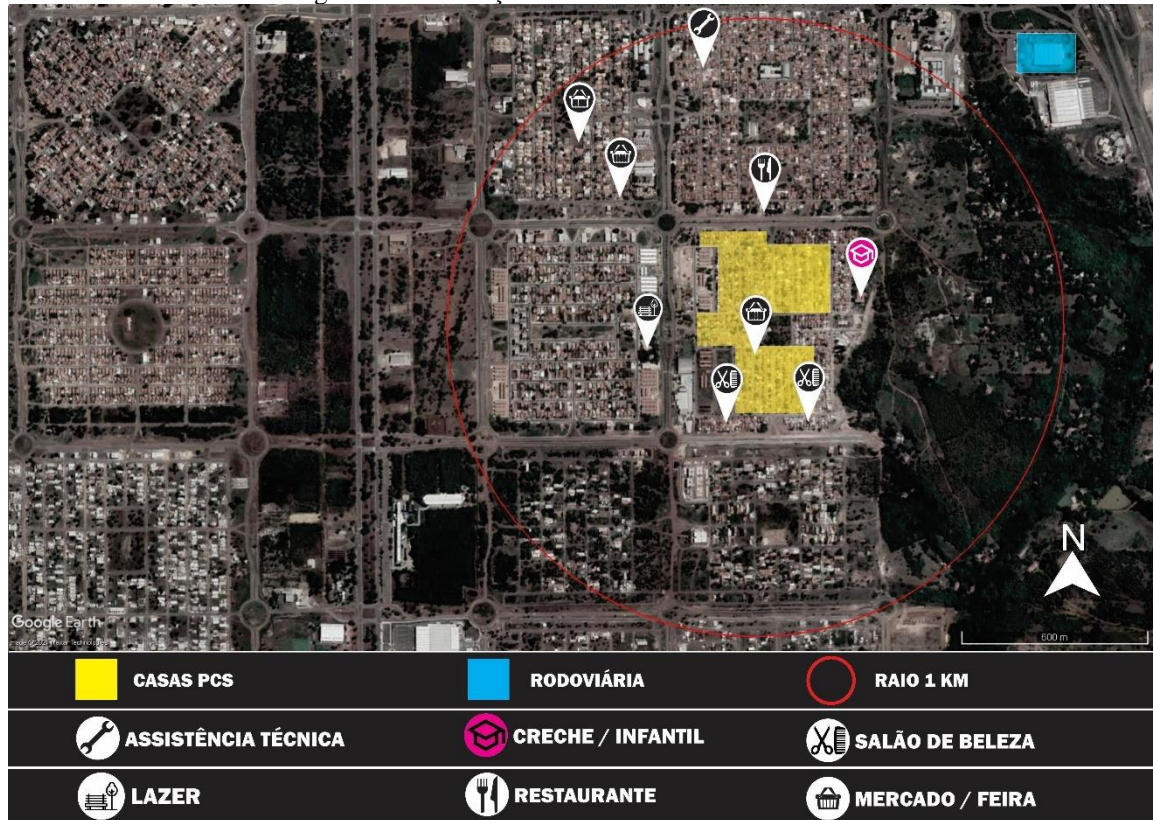 N
Google Earth
600 m
CASAS PCS
RODOVIÁRIA
RAIO 1 KM
ASSISTÊNCIA TÉCNICA
CRECHE / INFANTIL
SALÃO DE BELEZA
LAZER
RESTAURANTE
MERCADO / FEIRA